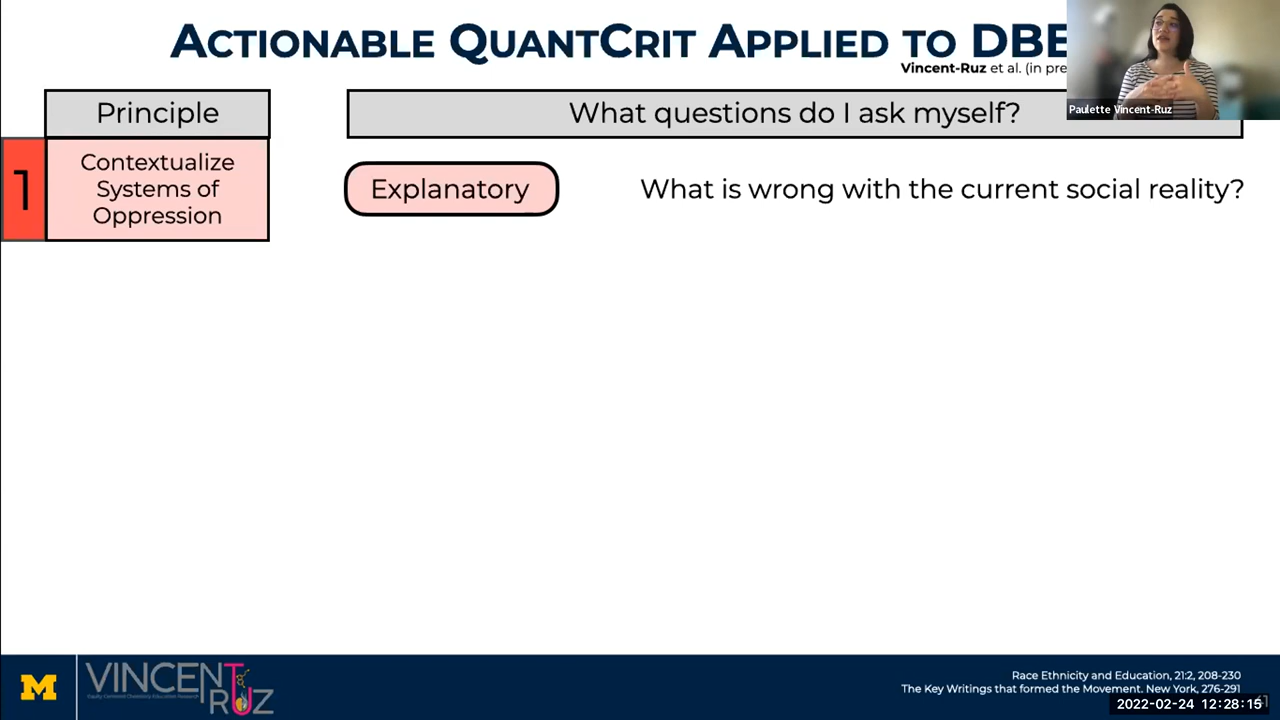 ACTIONABLE QUANTCRIT APPLIED TO DBE
Vincent-Ruz et al. (in pre
Paulette Vincent-Ruz
Principle
What questions do I ask myself?
1
Contextualize
Systems of
Oppression
Explanatory
What is wrong with the current social reality?
M
VINCENT
RUZ
Race Ethnicity and Education, 21:2, 208-230
The Key Writings that formed the Movement. New York, 276-291
2022-02-24 12:28:15